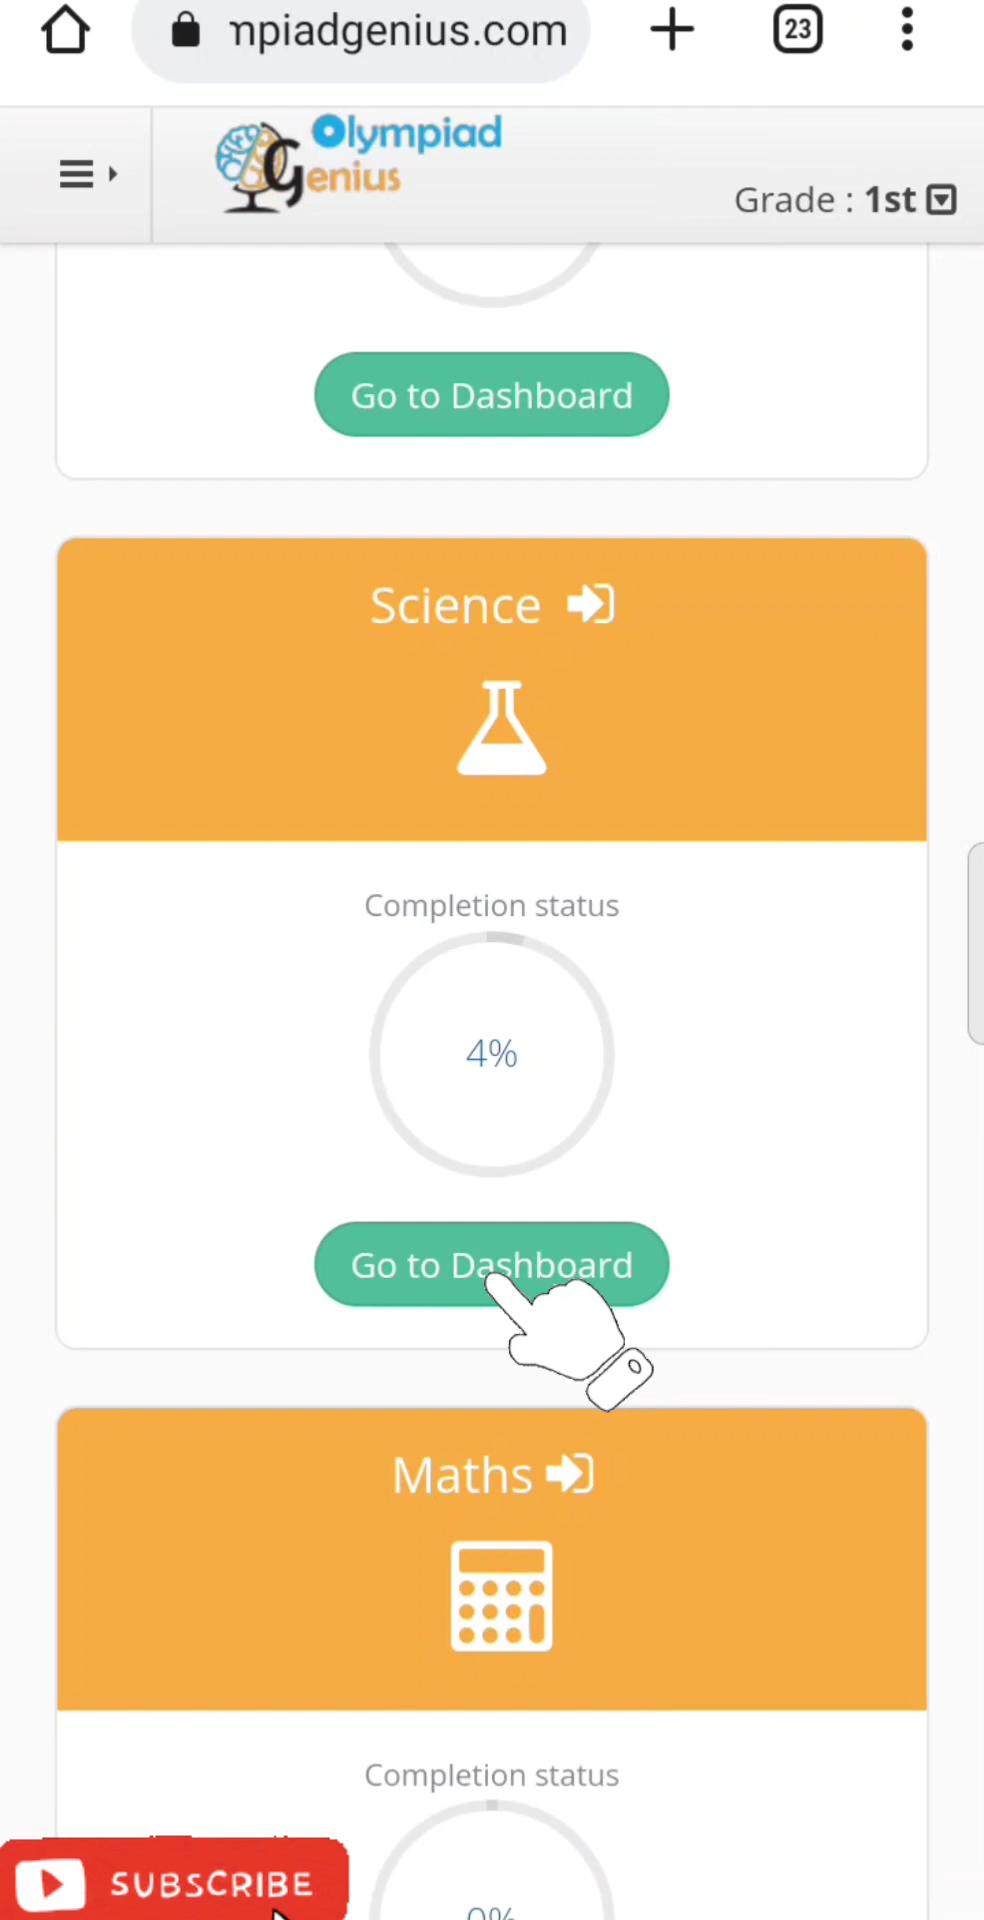 npiadgenius.com
23
Olympiad
Genius
Grade : 1st
Go to Dashboard
Science
Completion status
4%
Go to Dashboard
Maths
Completion status
0%
SUBSCRIBE